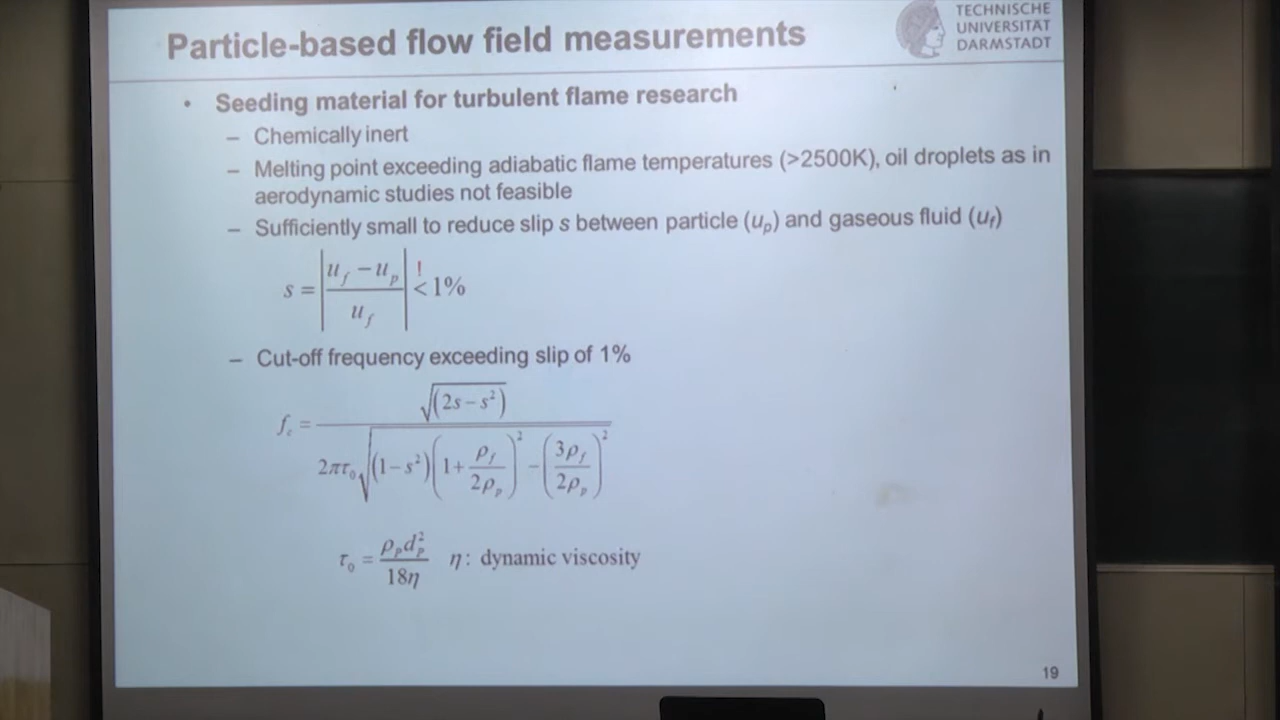 Particle-based flow field measurements
TECHNISCHE
UNIVERSITÄT
DARMSTADT
• Seeding material for turbulent flame research
– Chemically inert
– Melting point exceeding adiabatic flame temperatures (>2500K), oil droplets as in
aerodynamic studies not feasible
– Sufficiently small to reduce slip s between particle (u_p) and gaseous fluid (u_f)
s = |(u_f − u_p) / u_f| <! 1%
– Cut-off frequency exceeding slip of 1%
f_c = √(2s − s²) / (2πτ₀ √((1 − s²)(1 + ρ_f / 2ρ_p)² − (3ρ_f / 2ρ_p)²))
τ₀ = ρ_p d_p² / 18η η: dynamic viscosity
19